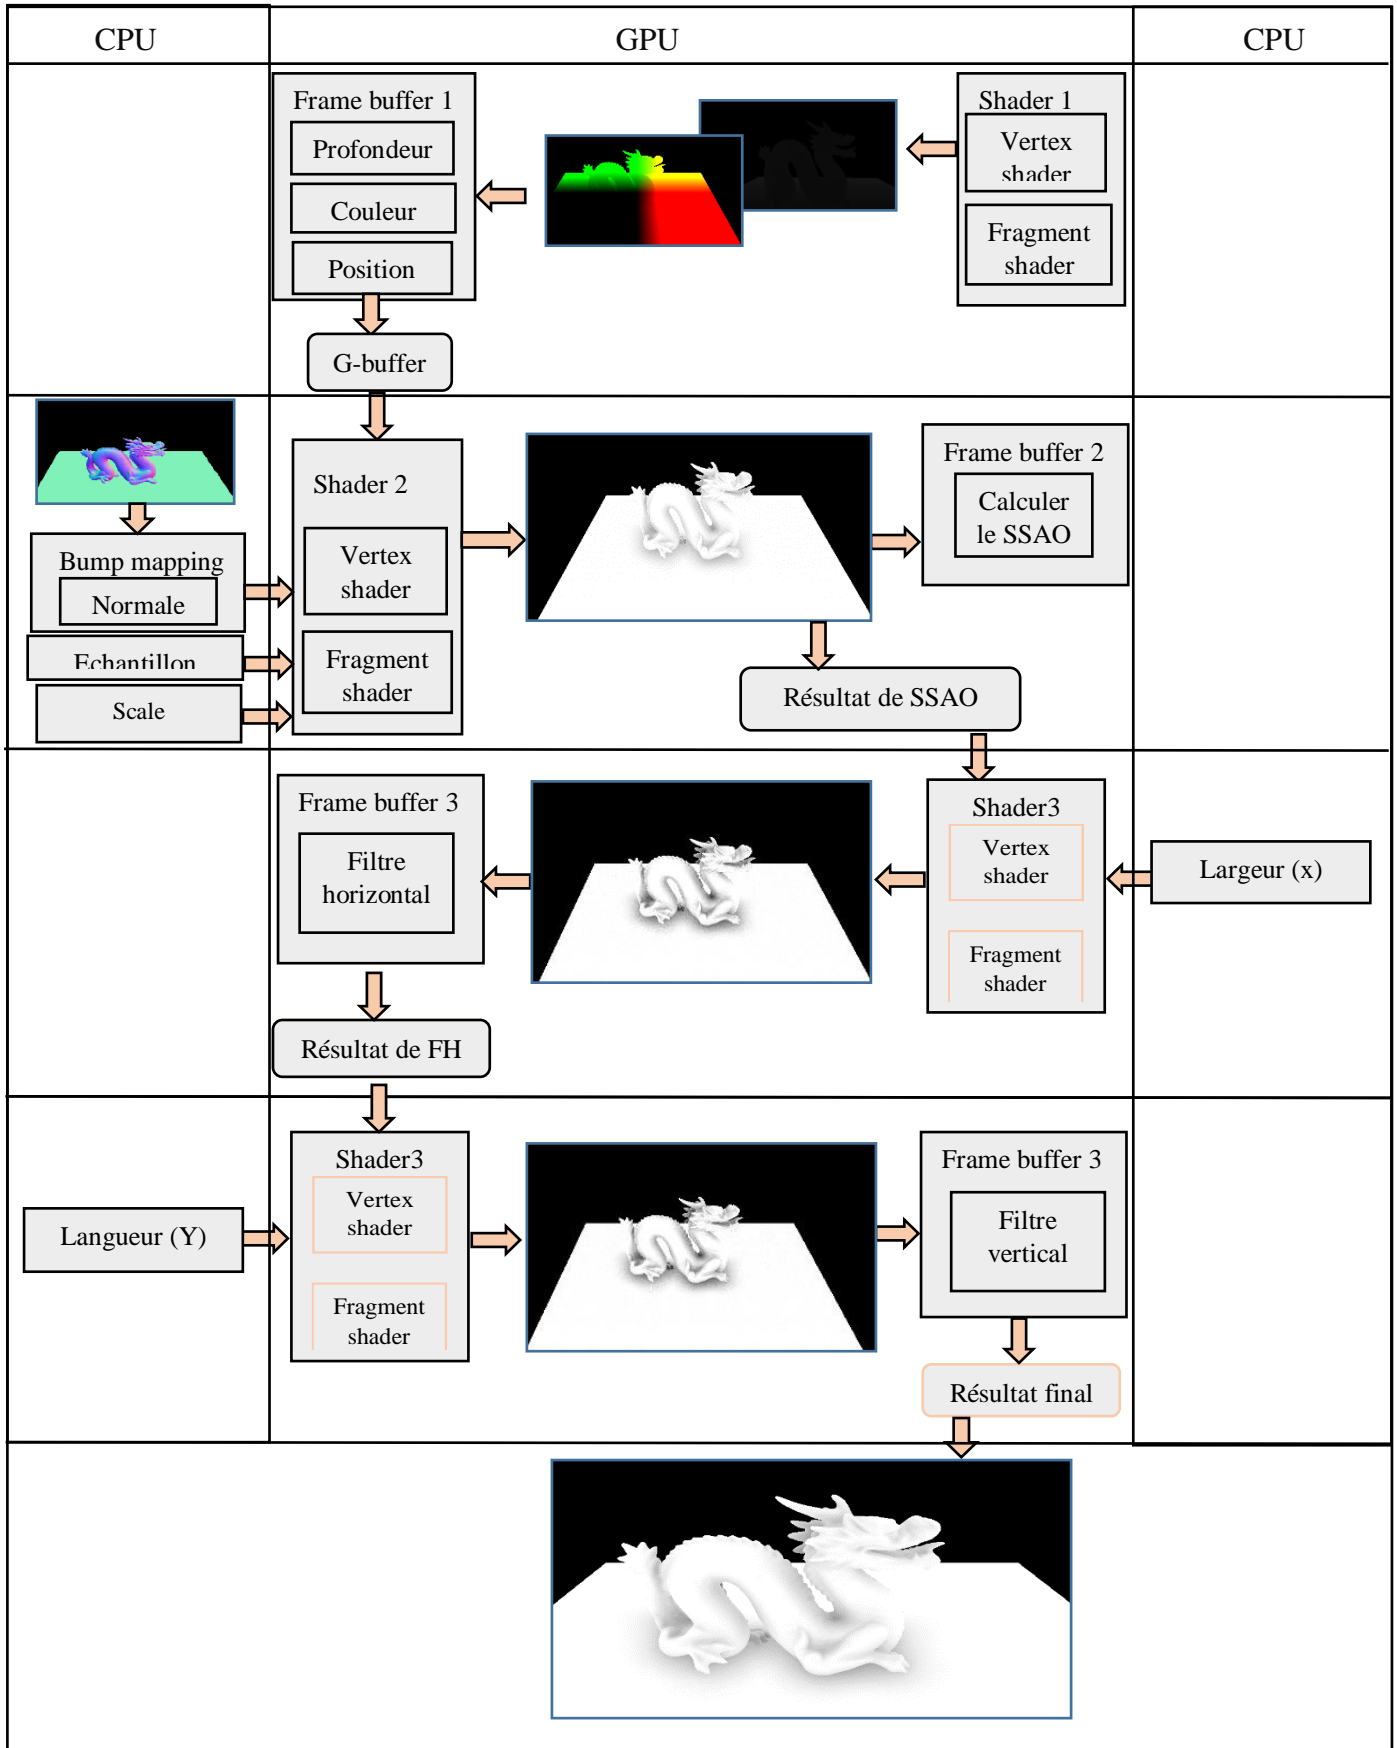 CPU
GPU
CPU
Frame buffer 1
Profondeur
Couleur
Position
Shader 1
Vertex
shader
Fragment
shader
G-buffer
Bump mapping
Normale
Echantillon
Scale
Shader 2
Vertex
shader
Fragment
shader
Frame buffer 2
Calculer
le SSAO
Résultat de SSAO
Frame buffer 3
Filtre
horizontal
Shader3
Vertex
shader
Fragment
shader
Largeur (x)
Résultat de FH
Langueur (Y)
Shader3
Vertex
shader
Fragment
shader
Frame buffer 3
Filtre
vertical
Résultat final